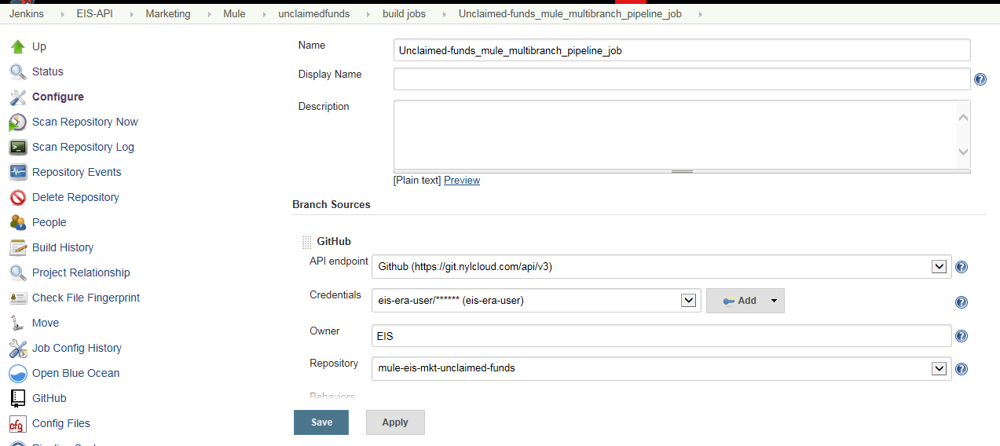 Jenkins EIS-API Marketing Mule unclaimedfunds build jobs Unclaimed-funds_mule_multibranch_pipeline_job
Up
Status
Configure
Scan Repository Now
Scan Repository Log
Repository Events
Delete Repository
People
Build History
Project Relationship
Check File Fingerprint
Move
Job Config History
Open Blue Ocean
GitHub
cfg Config Files
Name Unclaimed-funds_mule_multibranch_pipeline_job
Display Name
Description
[Plain text] Preview
Branch Sources
GitHub
API endpoint Github (https://git.nylcloud.com/api/v3)
Credentials eis-era-user/****** (eis-era-user) Add
Owner EIS
Repository mule-eis-mkt-unclaimed-funds
Behaviors
Save Apply